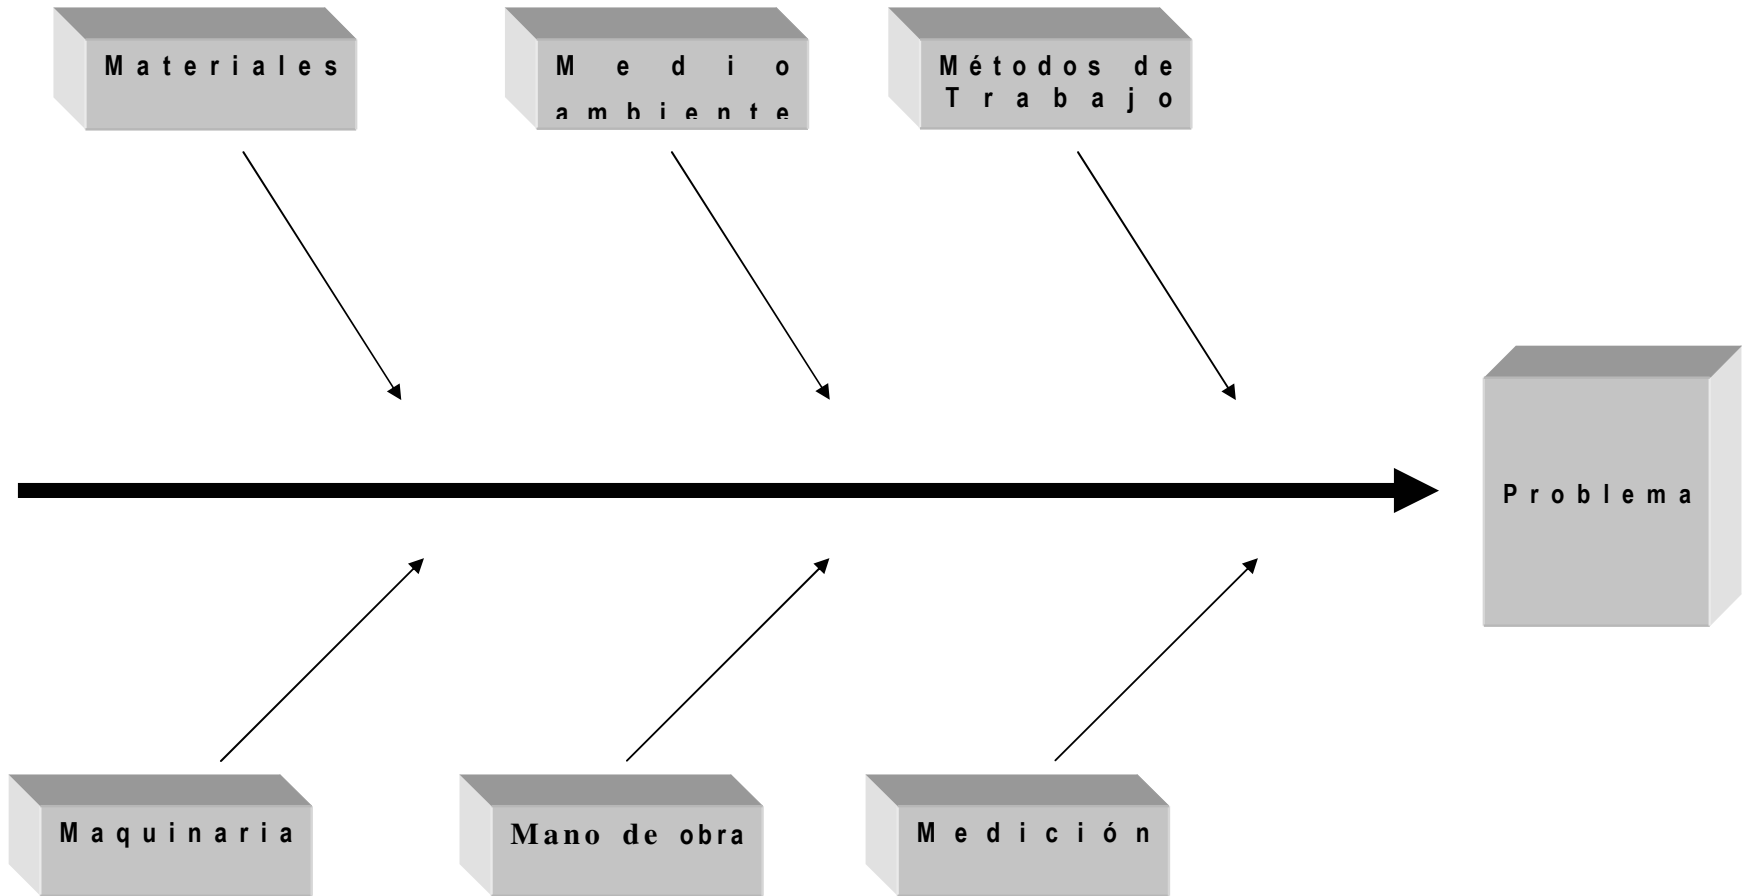 Materiales
Medio
ambiente
Métodos de
Trabajo
Problema
Maquinaria
Mano de obra
Medición